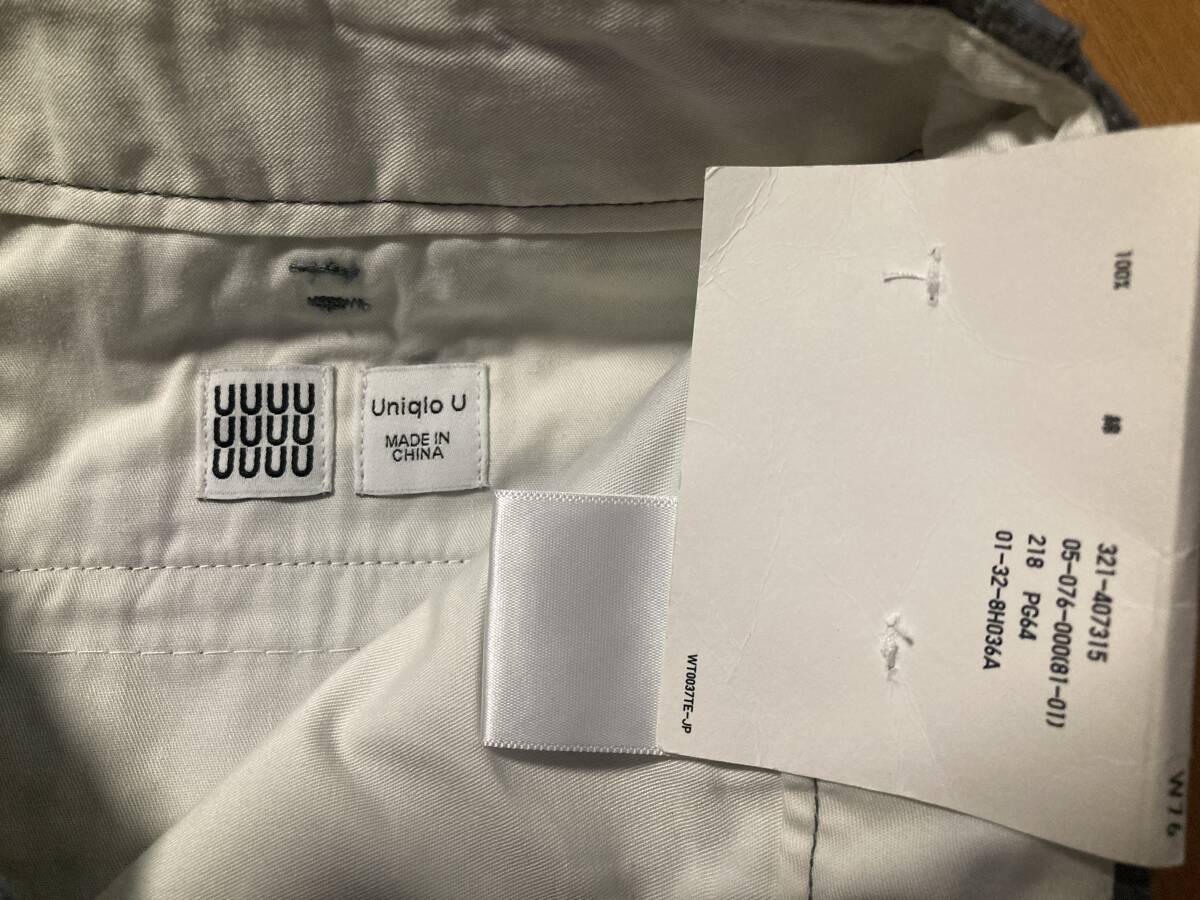 UUUU
UUUU
UUUU
Uniqlo U
MADE IN
CHINA
100% 綿
321-407315
05-076-000(81-01)
218 PG64
01-32-8H036A
WT0037TE-JP
W76